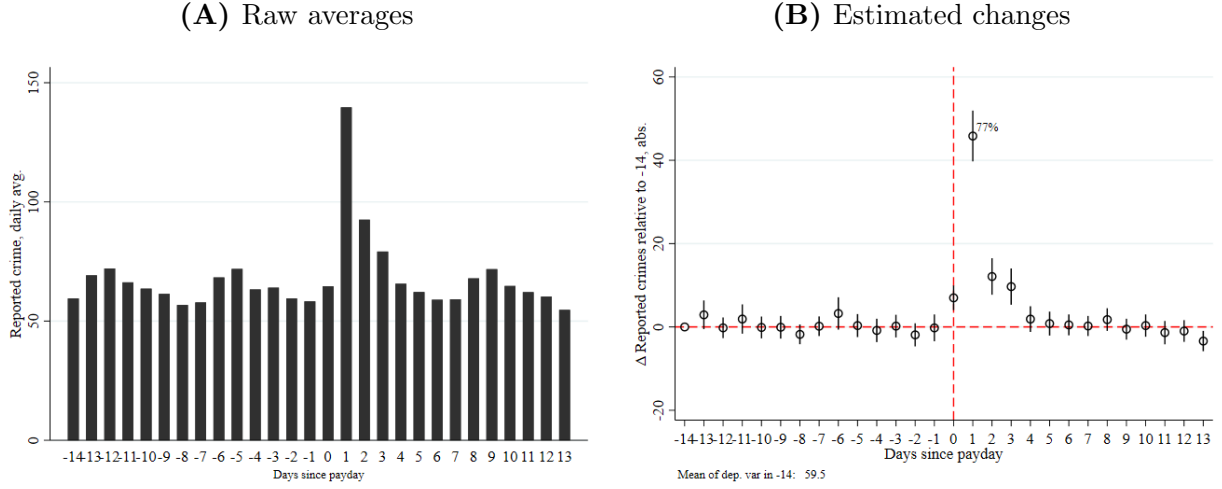 (A) Raw averages
Reported crime, daily avg.
150
100
50
0
-14 -13 -12 -11 -10 -9 -8 -7 -6 -5 -4 -3 -2 -1 0 1 2 3 4 5 6 7 8 9 10 11 12 13
Days since payday
(B) Estimated changes
Δ Reported crimes relative to -14, abs.
60
40
20
0
-20
77%
-14 -13 -12 -11 -10 -9 -8 -7 -6 -5 -4 -3 -2 -1 0 1 2 3 4 5 6 7 8 9 10 11 12 13
Days since payday
Mean of dep. var in -14: 59.5